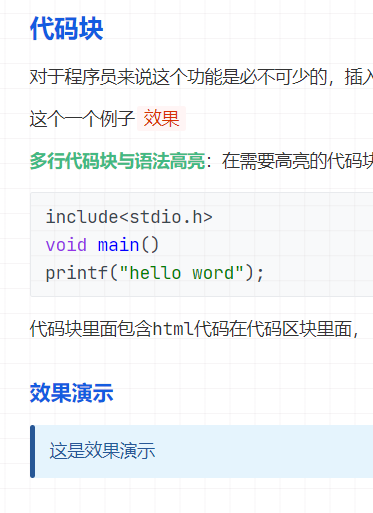 代码块
对于程序员来说这个功能是必不可少的，插入
这个一个例子 效果
多行代码块与语法高亮：在需要高亮的代码块
include<stdio.h>
void main()
printf("hello word");
代码块里面包含html代码在代码区块里面，
效果演示
这是效果演示